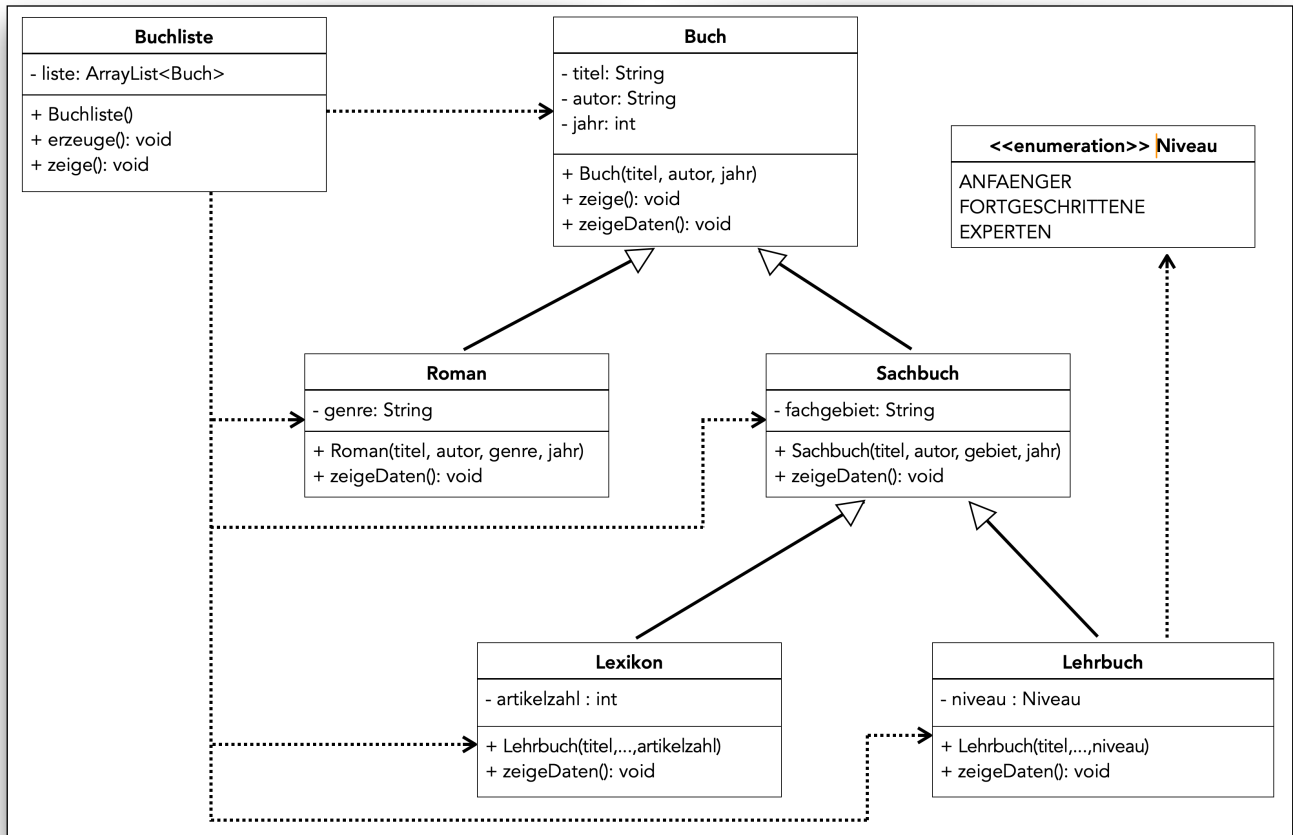 Buchliste
- liste: ArrayList<Buch>
+ Buchliste()
+ erzeuge(): void
+ zeige(): void
Buch
- titel: String
- autor: String
- jahr: int
+ Buch(titel, autor, jahr)
+ zeige(): void
+ zeigeDaten(): void
<<enumeration>> Niveau
ANFAENGER
FORTGESCHRITTENE
EXPERTEN
Roman
- genre: String
+ Roman(titel, autor, genre, jahr)
+ zeigeDaten(): void
Sachbuch
- fachgebiet: String
+ Sachbuch(titel, autor, gebiet, jahr)
+ zeigeDaten(): void
Lexikon
- artikelzahl : int
+ Lehrbuch(titel,...,artikelzahl)
+ zeigeDaten(): void
Lehrbuch
- niveau : Niveau
+ Lehrbuch(titel,...,niveau)
+ zeigeDaten(): void